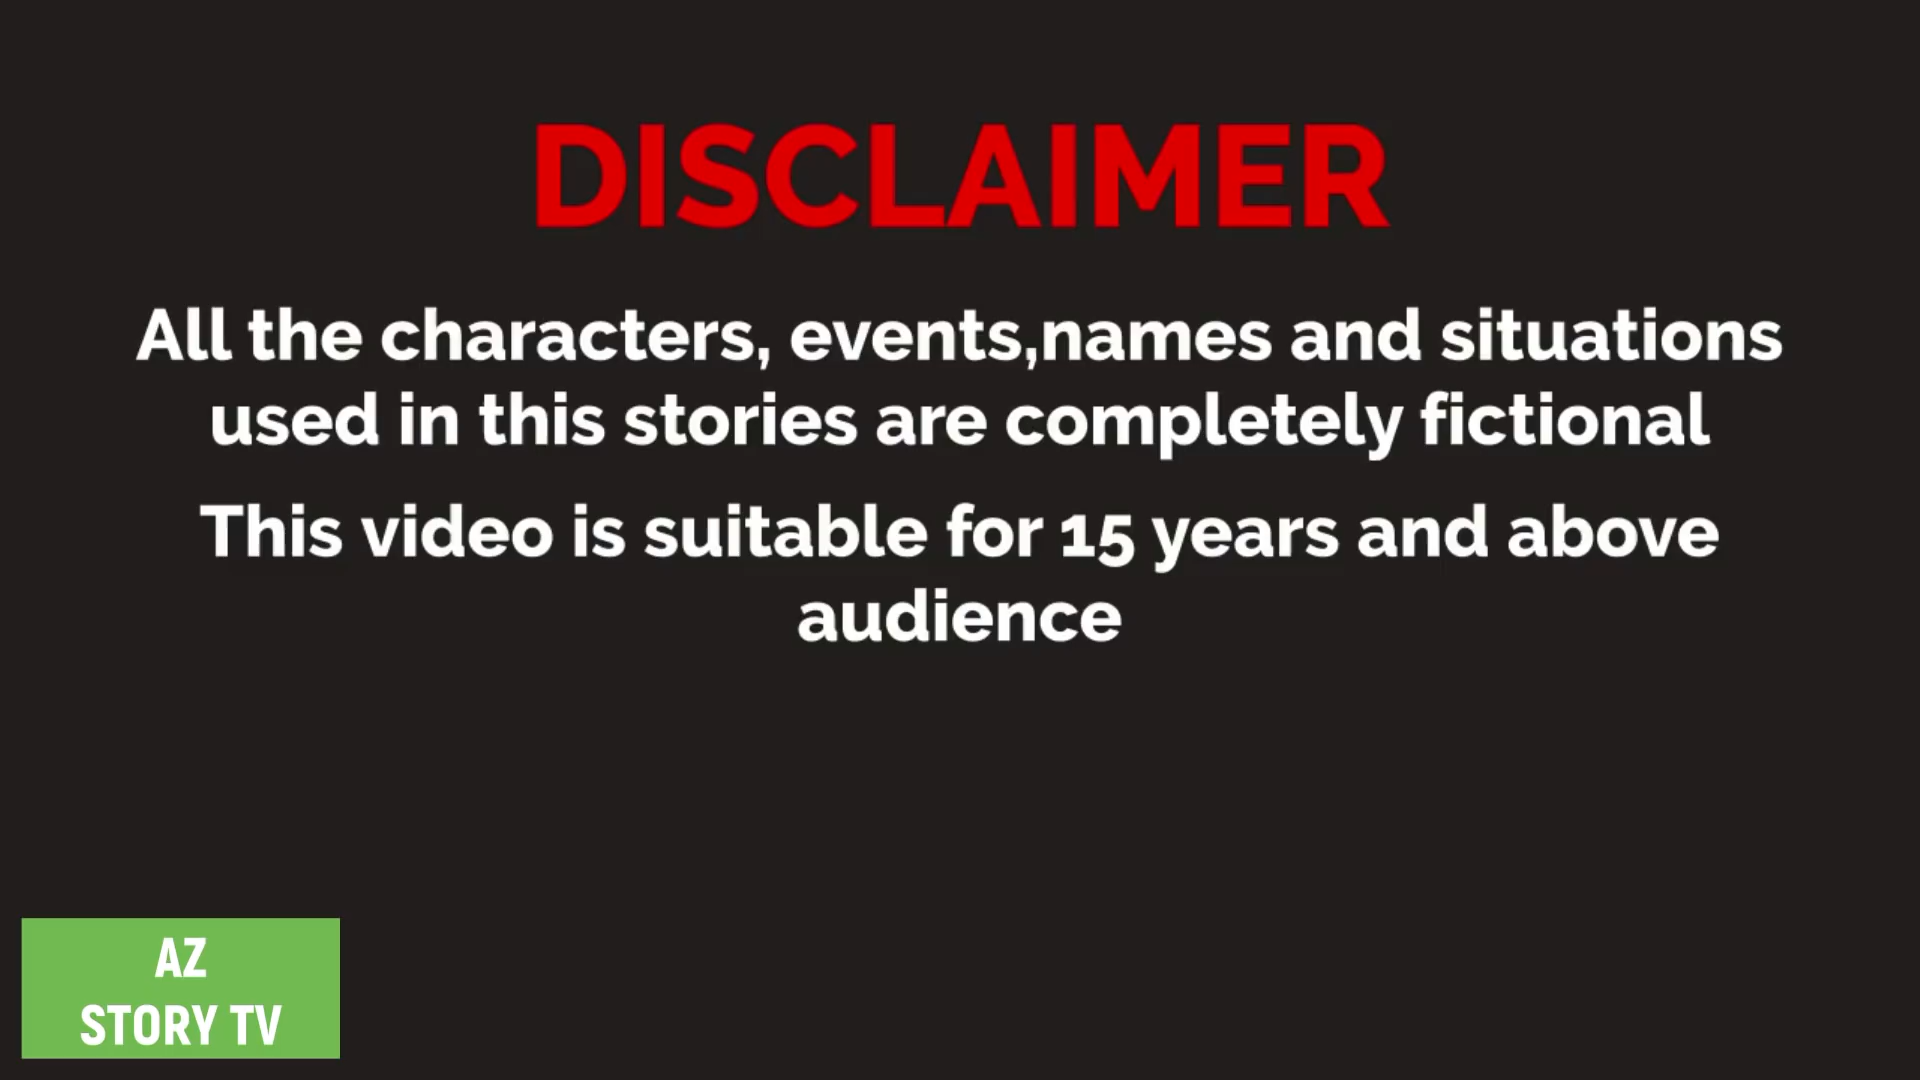 DISCLAIMER
All the characters, events,names and situations
used in this stories are completely fictional
This video is suitable for 15 years and above
audience
AZ
STORY TV